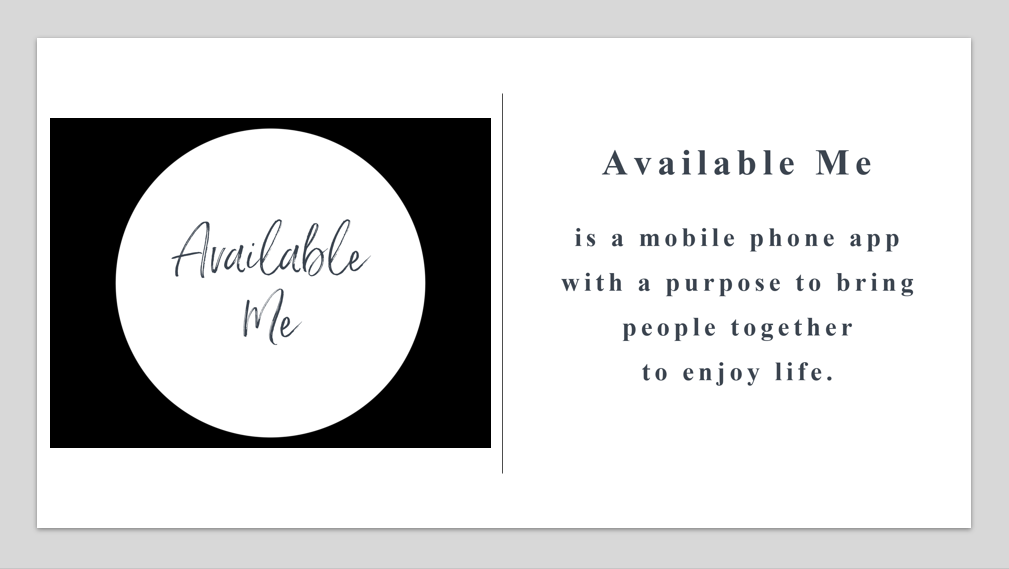 Available
Me
Available Me
is a mobile phone app
with a purpose to bring
people together
to enjoy life.